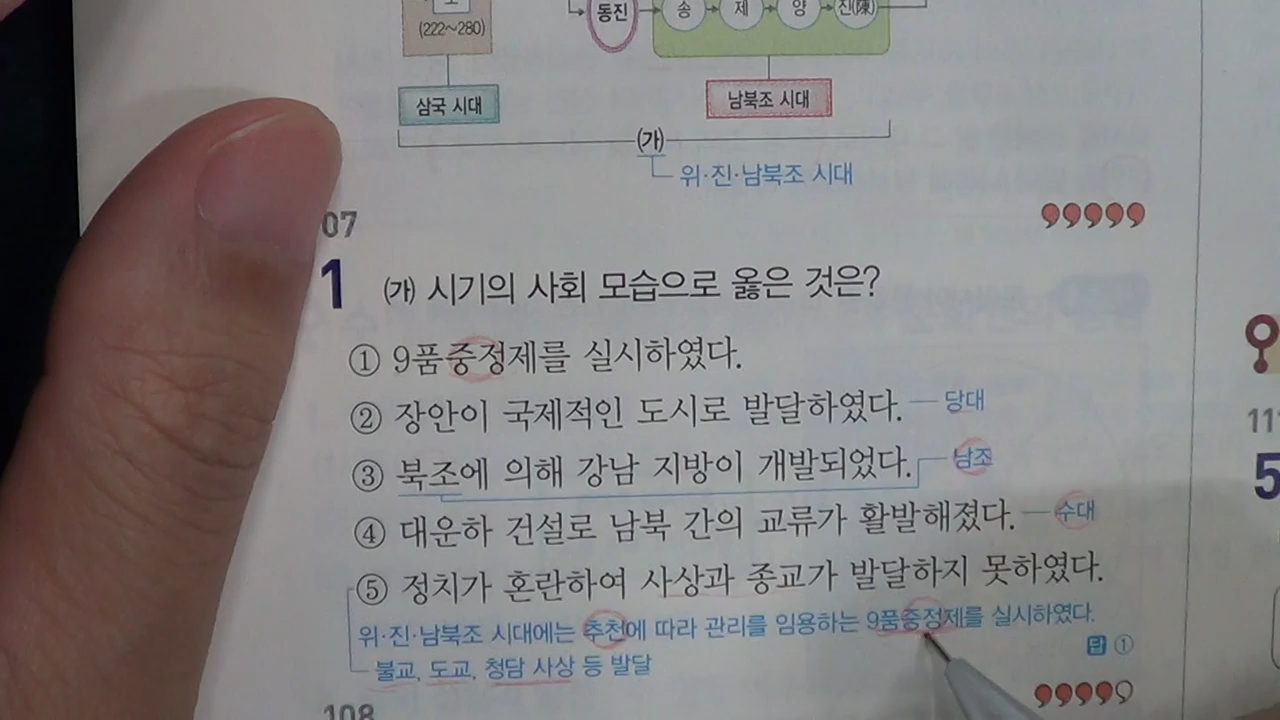 (222~280)
동진 송 제 양 진(陳)
삼국 시대
남북조 시대
(가)
위·진·남북조 시대
07
1 (가) 시기의 사회 모습으로 옳은 것은?
① 9품중정제를 실시하였다.
② 장안이 국제적인 도시로 발달하였다. 당대
③ 북조에 의해 강남 지방이 개발되었다. 남조
④ 대운하 건설로 남북 간의 교류가 활발해졌다. 수대
⑤ 정치가 혼란하여 사상과 종교가 발달하지 못하였다.
위·진·남북조 시대에는 추천에 따라 관리를 임용하는 9품중정제를 실시하였다.
답 ①
불교, 도교, 청담 사상 등 발달
108
11
5